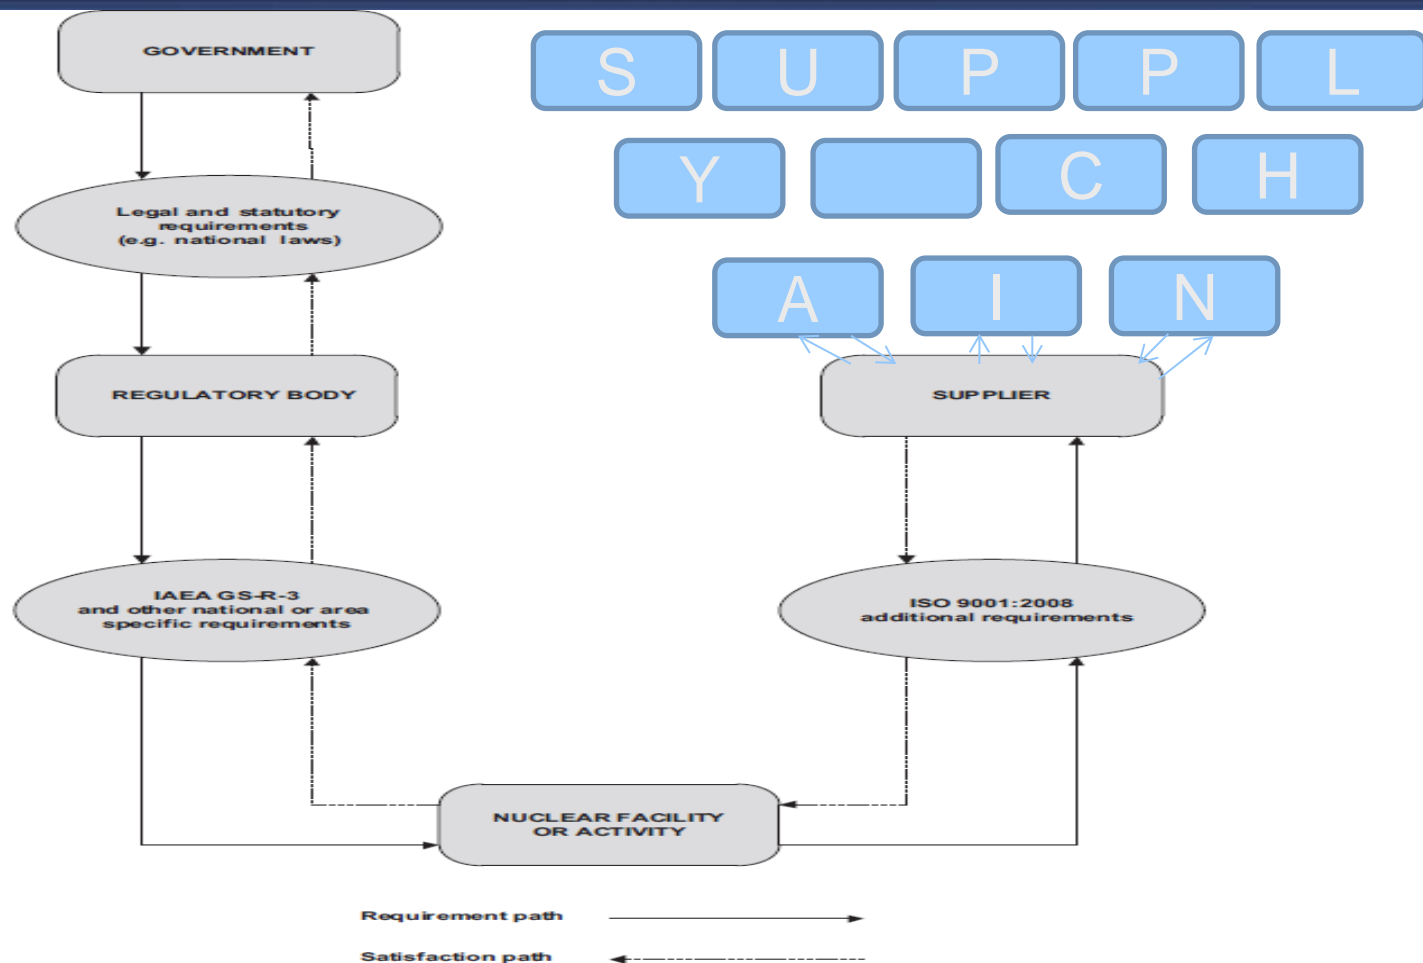 GOVERNMENT
S U P P L
Y C H
A I N
Legal and statutory
requirements
(e.g. national laws)
REGULATORY BODY
SUPPLIER
IAEA GS-R-3
and other national or area
specific requirements
ISO 9001:2008
additional requirements
NUCLEAR FACILITY
OR ACTIVITY
Requirement path
Satisfaction path